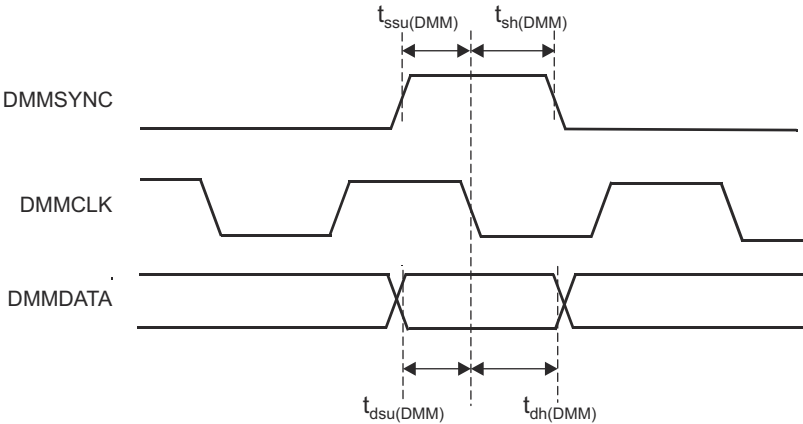 tssu(DMM) tsh(DMM)
DMMSYNC
DMMCLK
DMMDATA
tdsu(DMM) tdh(DMM)